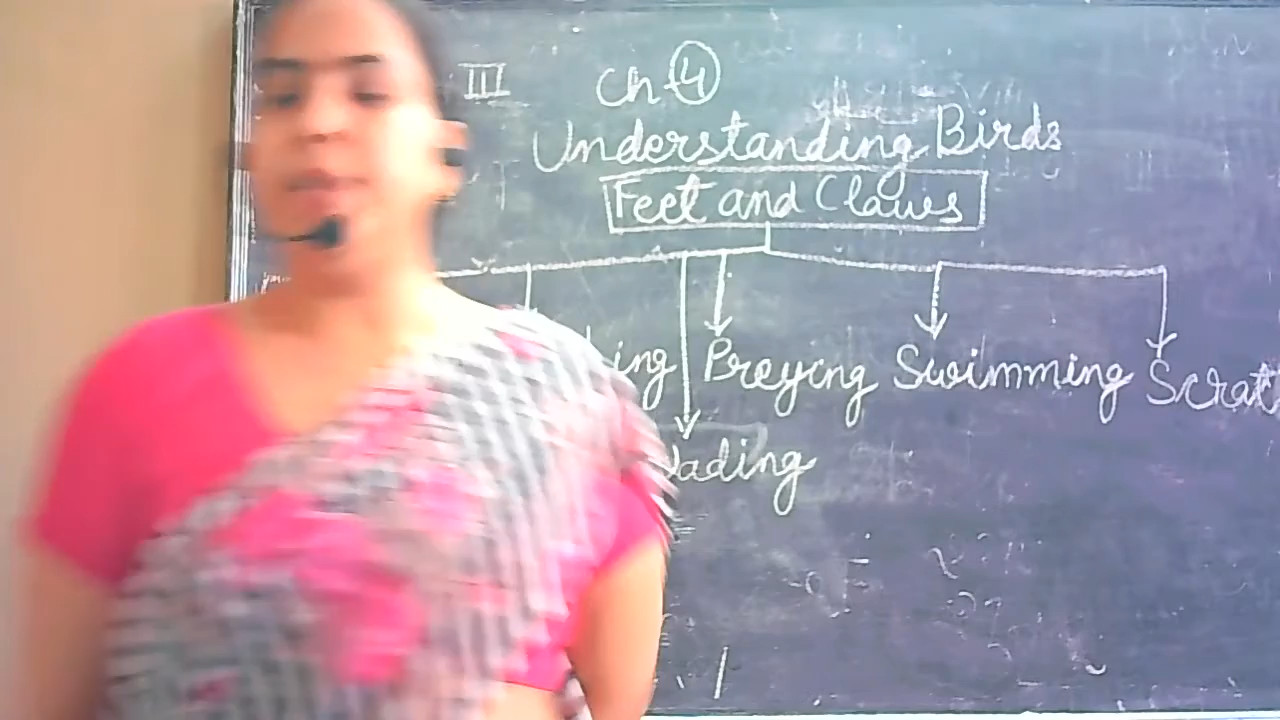 III Ch-4
Understanding Birds
Feet and Claws
Preying Swimming